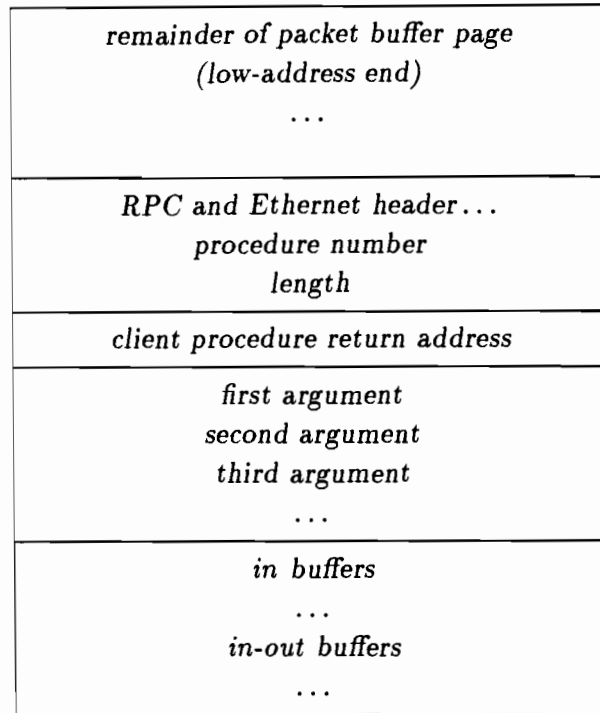 remainder of packet buffer page
(low-address end)
...
RPC and Ethernet header...
procedure number
length
client procedure return address
first argument
second argument
third argument
...
in buffers
...
in-out buffers
...